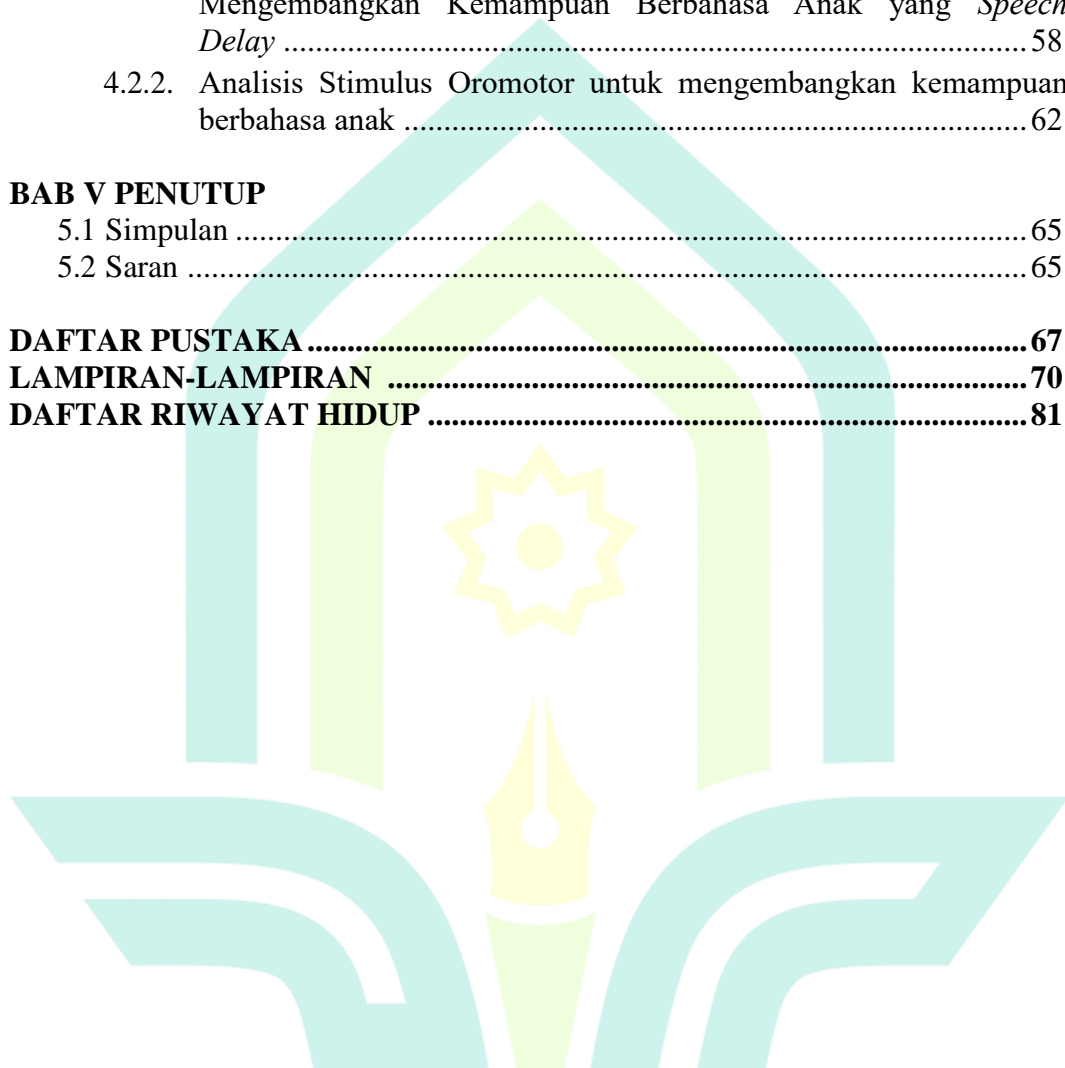 Mengembangkan Kemampuan Berbahasa Anak yang Speech
Delay ............................................................................................ 58
4.2.2. Analisis Stimulus Oromotor untuk mengembangkan kemampuan
berbahasa anak .............................................................................. 62
BAB V PENUTUP
5.1 Simpulan .................................................................................................. 65
5.2 Saran ........................................................................................................ 65
DAFTAR PUSTAKA ......................................................................................... 67
LAMPIRAN-LAMPIRAN ................................................................................ 70
DAFTAR RIWAYAT HIDUP ........................................................................... 81